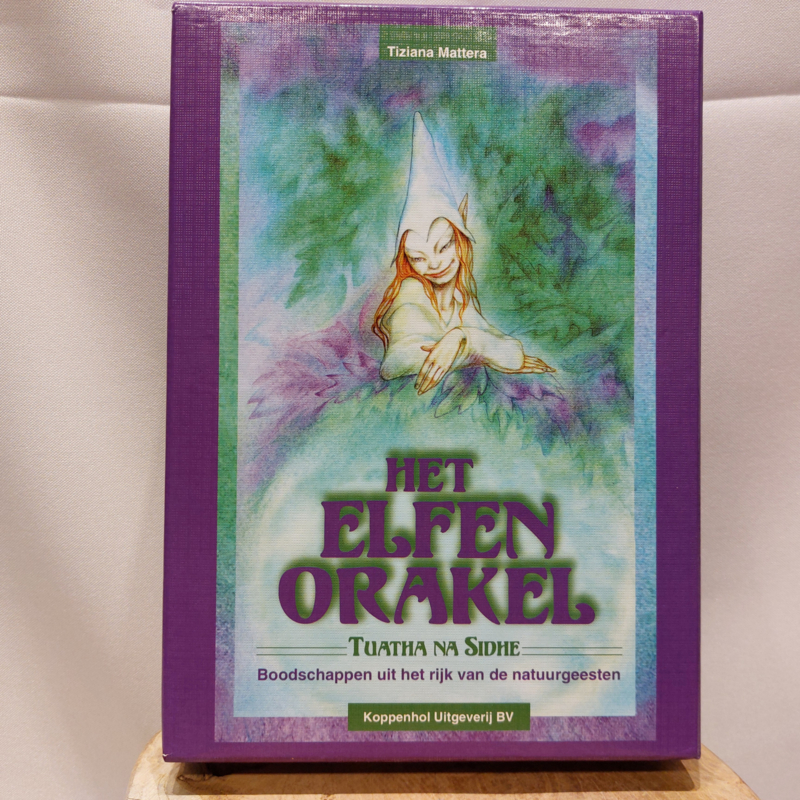 Tiziana Mattera
HET
ELFEN
ORAKEL
TUATHA NA SIDHE
Boodschappen uit het rijk van de natuurgeesten
Koppenhol Uitgeverij BV